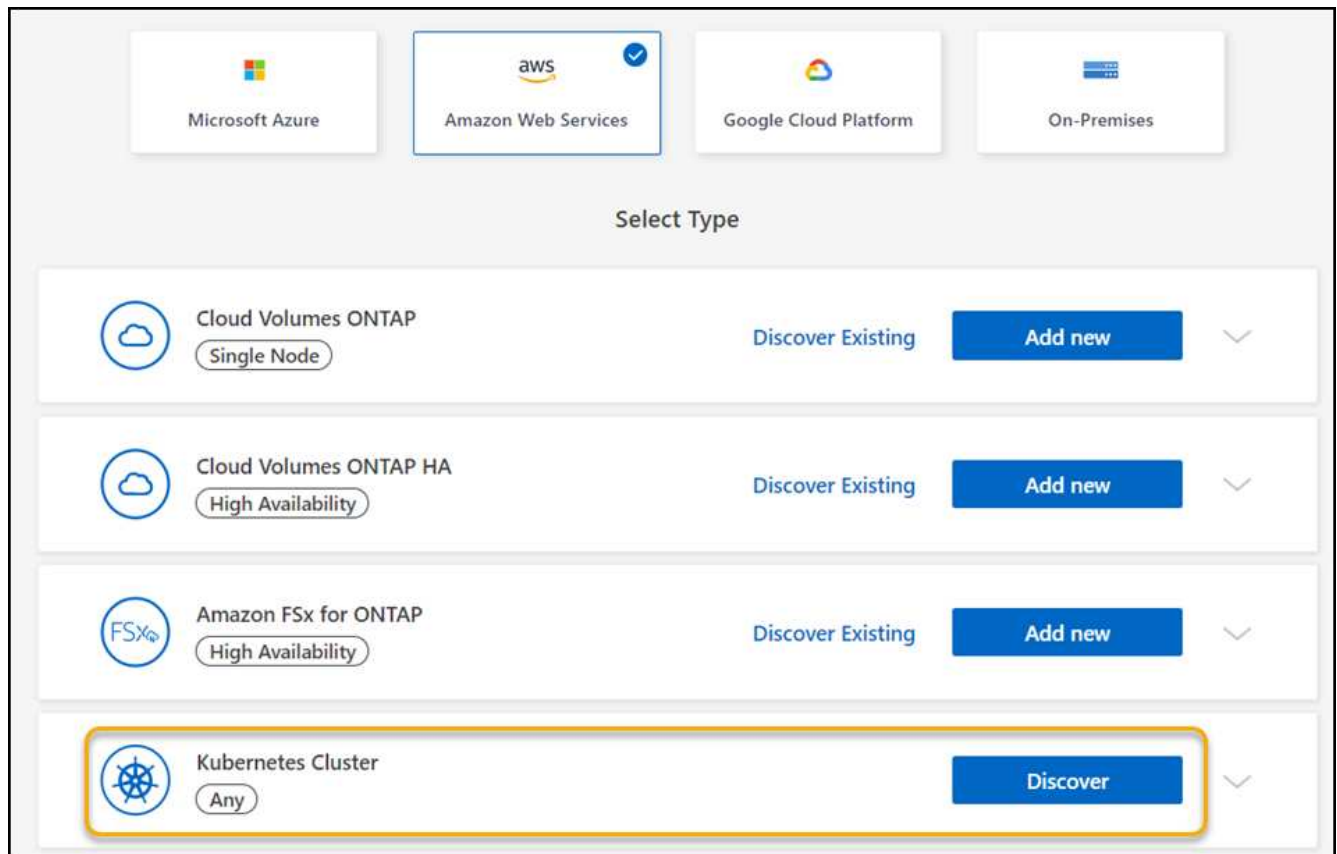 aws
Microsoft Azure
Amazon Web Services
Google Cloud Platform
On-Premises
Select Type
Cloud Volumes ONTAP
Single Node
Discover Existing
Add new
Cloud Volumes ONTAP HA
High Availability
Discover Existing
Add new
FSx
Amazon FSx for ONTAP
High Availability
Discover Existing
Add new
Kubernetes Cluster
Any
Discover